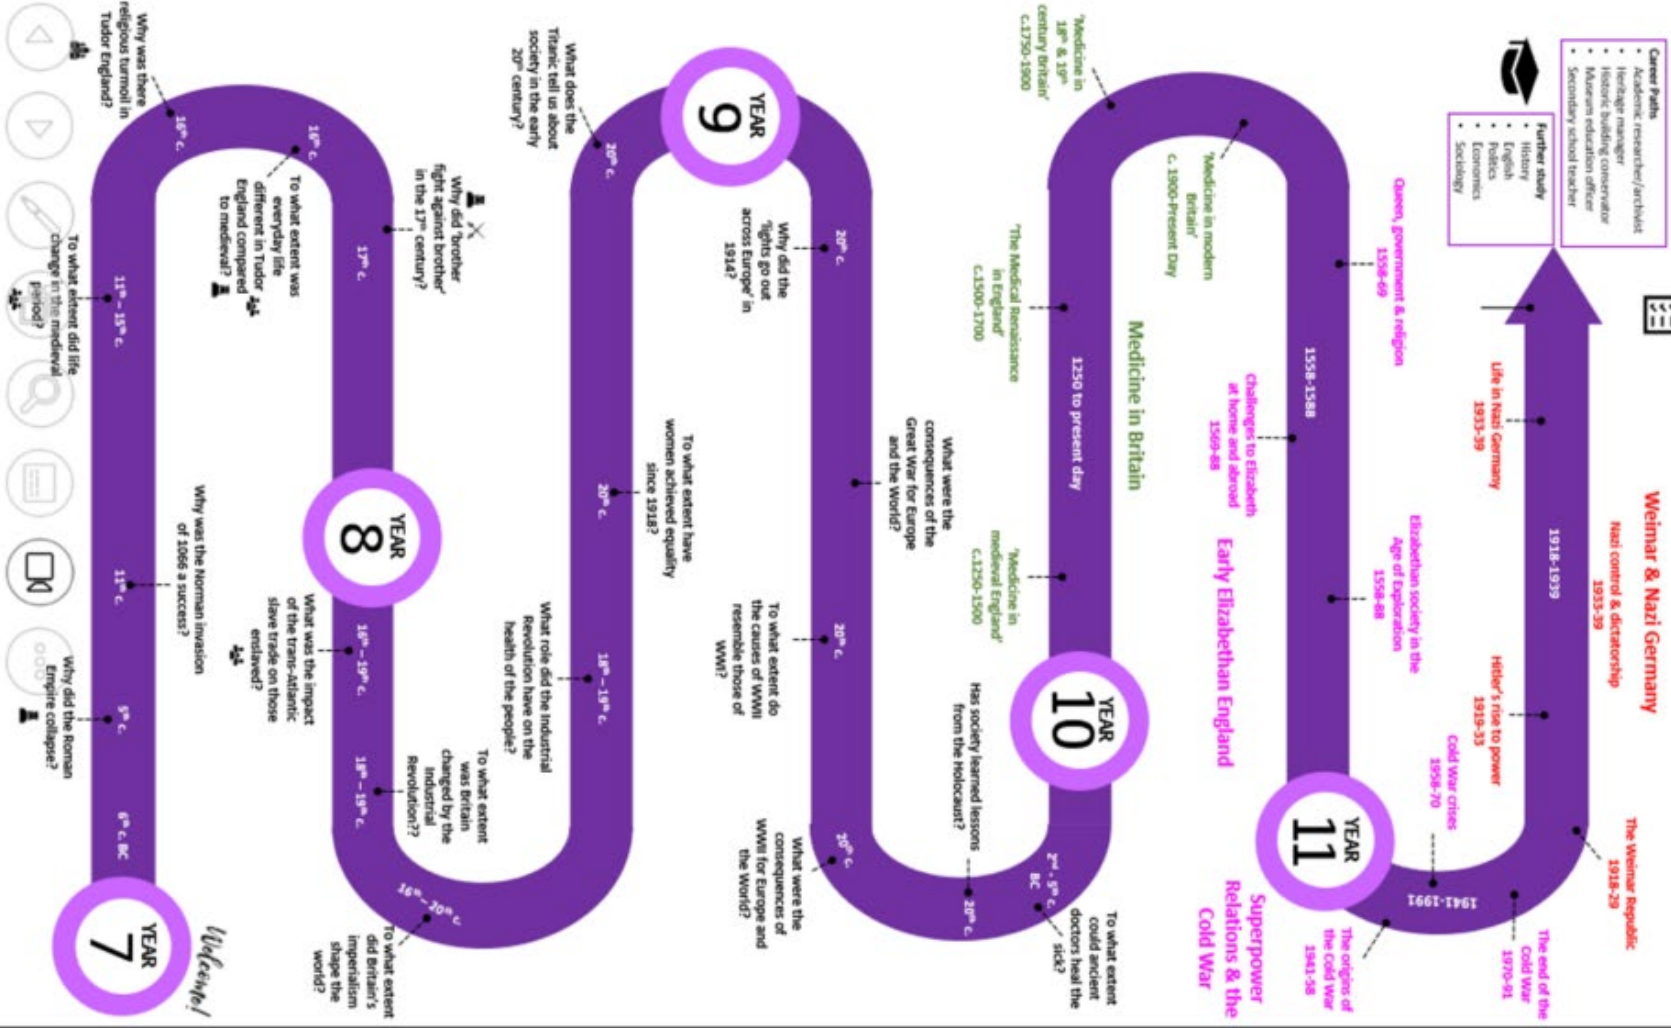 Weimar & Nazi Germany
Career Paths
• Academic researcher/archivist
• Heritage manager
• Historic building conservator
• Museum education officer
• Secondary school teacher
Further study
• History
• English
• Politics
• Economics
• Sociology
Nazi control & dictatorship
1933-39
The Weimar Republic
1918-29
1918-1939
Life in Nazi Germany
1933-39
Hitler's rise to power
1919-33
The end of the
Cold War
1970-91
Cold War crises
1958-70
1941-1991
Queen, government & religion
1558-69
Elizabethan society in the
Age of Exploration
1558-88
YEAR
11
The origins of
the Cold War
1941-58
1558-1588
Challenges to Elizabeth
at home and abroad
1569-88
Early Elizabethan England
Superpower
Relations & the
Cold War
'Medicine in modern
Britain'
c. 1900-Present Day
Medicine in Britain
'Medicine in
18th & 19th
century Britain'
c.1750-1900
1250 to present day
YEAR
10
To what extent
could ancient
doctors heal the
sick?
2nd - 5th c.
BC
'The Medical Renaissance
in England'
c.1500-1700
'Medicine in
medieval England'
c.1250-1500
Has society learned lessons
from the Holocaust?
20th c.
What were the
consequences of the
Great War for Europe
and the World?
YEAR
9
20th c.
20th c.
20th c.
Why did the
'lights go out
across Europe' in
1914?
To what extent do
the causes of WWII
resemble those of
WWI?
What were the
consequences of
WWII for Europe and
the World?
To what extent have
women achieved equality
since 1918?
What does the
Titanic tell us about
society in the early
20th century?
20th c.
20th c.
18th – 19th c.
What role did the Industrial
Revolution have on the
health of the people?
Why did 'brother
fight against brother'
in the 17th century?
To what extent
was Britain
changed by the
Industrial
Revolution??
16th – 20th c.
To what extent
did Britain's
imperialism
shape the
world?
16th c.
17th c.
YEAR
8
16th – 19th c.
18th – 19th c.
To what extent was
everyday life
different in Tudor
England compared
to medieval?
What was the impact
of the trans-Atlantic
slave trade on those
enslaved?
Why was there
religious turmoil in
Tudor England?
16th c.
Why was the Norman invasion
of 1066 a success?
Welcome!
11th – 15th c.
11th c.
5th c.
6th c. BC
YEAR
7
To what extent did life
change in the medieval
period?
Why did the Roman
Empire collapse?